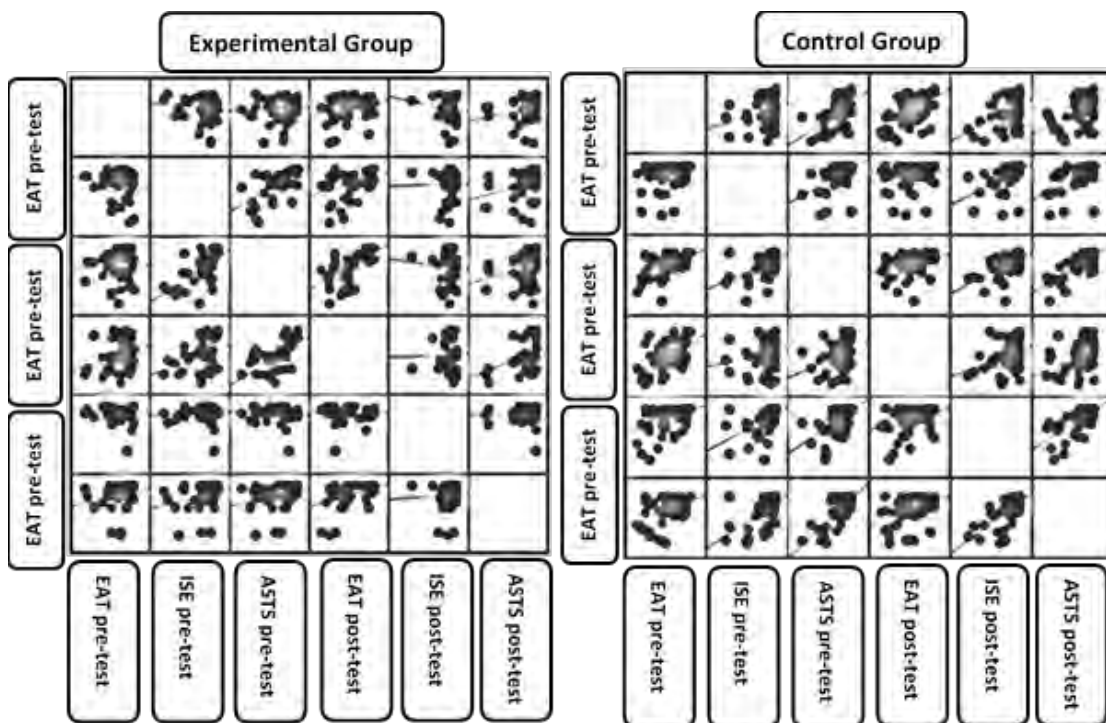 Experimental Group
EAT pre-test
EAT pre-test
EAT pre-test
EAT pre-test
ISE pre-test
ASTS pre-test
EAT post-test
ISE post-test
ASTS post-test
Control Group
EAT pre-test
EAT pre-test
EAT pre-test
EAT pre-test
ISE pre-test
ASTS pre-test
EAT post-test
ISE post-test
ASTS post-test